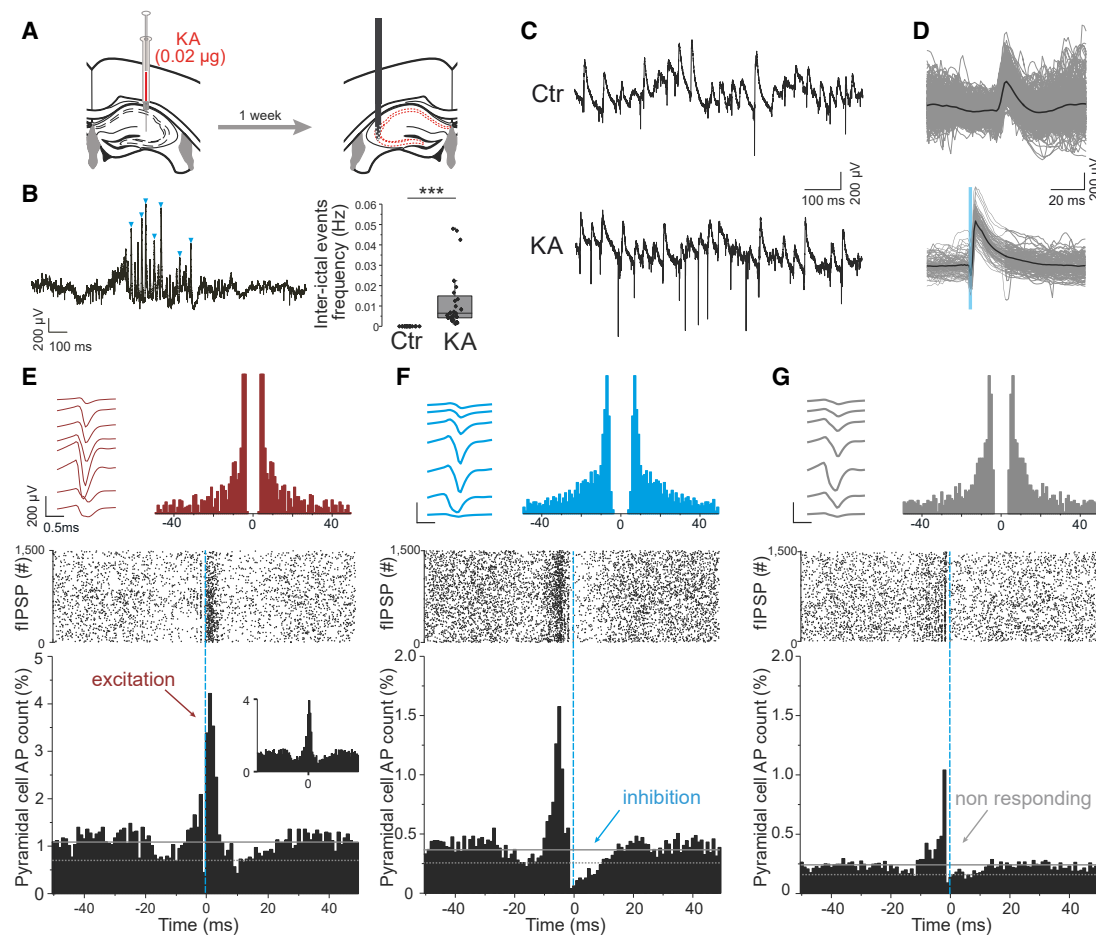 A
KA
(0.02 µg)
1 week
B
200 µV
100 ms
***
Inter-ictal events
frequency (Hz)
0.06
0.05
0.04
0.03
0.02
0.01
0
Ctr
KA
C
Ctr
KA
100 ms
200 µV
D
20 ms
200 µV
E
200 µV
0.5ms
-40
0
40
fIPSP (#)
1,500
0
Pyramidal cell AP count (%)
5
4
3
2
1
0
excitation
4
0
0
-40
-20
0
20
40
Time (ms)
F
-40
0
40
1,500
0
2.0
1.5
1.0
0.5
0
fIPSP (#)
Pyramidal cell AP count (%)
inhibition
-40
-20
0
20
40
Time (ms)
G
-40
0
40
1,500
0
2.0
1.5
1.0
0.5
0
fIPSP (#)
Pyramidal cell AP count (%)
non responding
-40
-20
0
20
40
Time (ms)